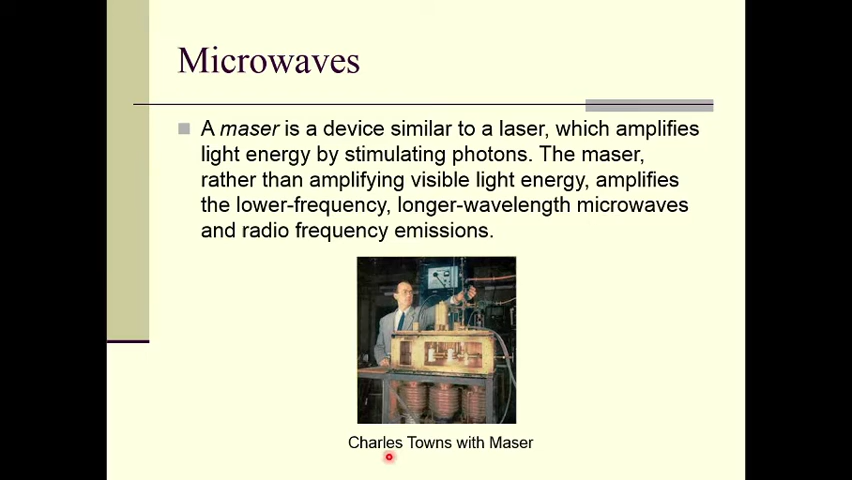 Microwaves
A maser is a device similar to a laser, which amplifies
light energy by stimulating photons. The maser,
rather than amplifying visible light energy, amplifies
the lower-frequency, longer-wavelength microwaves
and radio frequency emissions.
Charles Towns with Maser